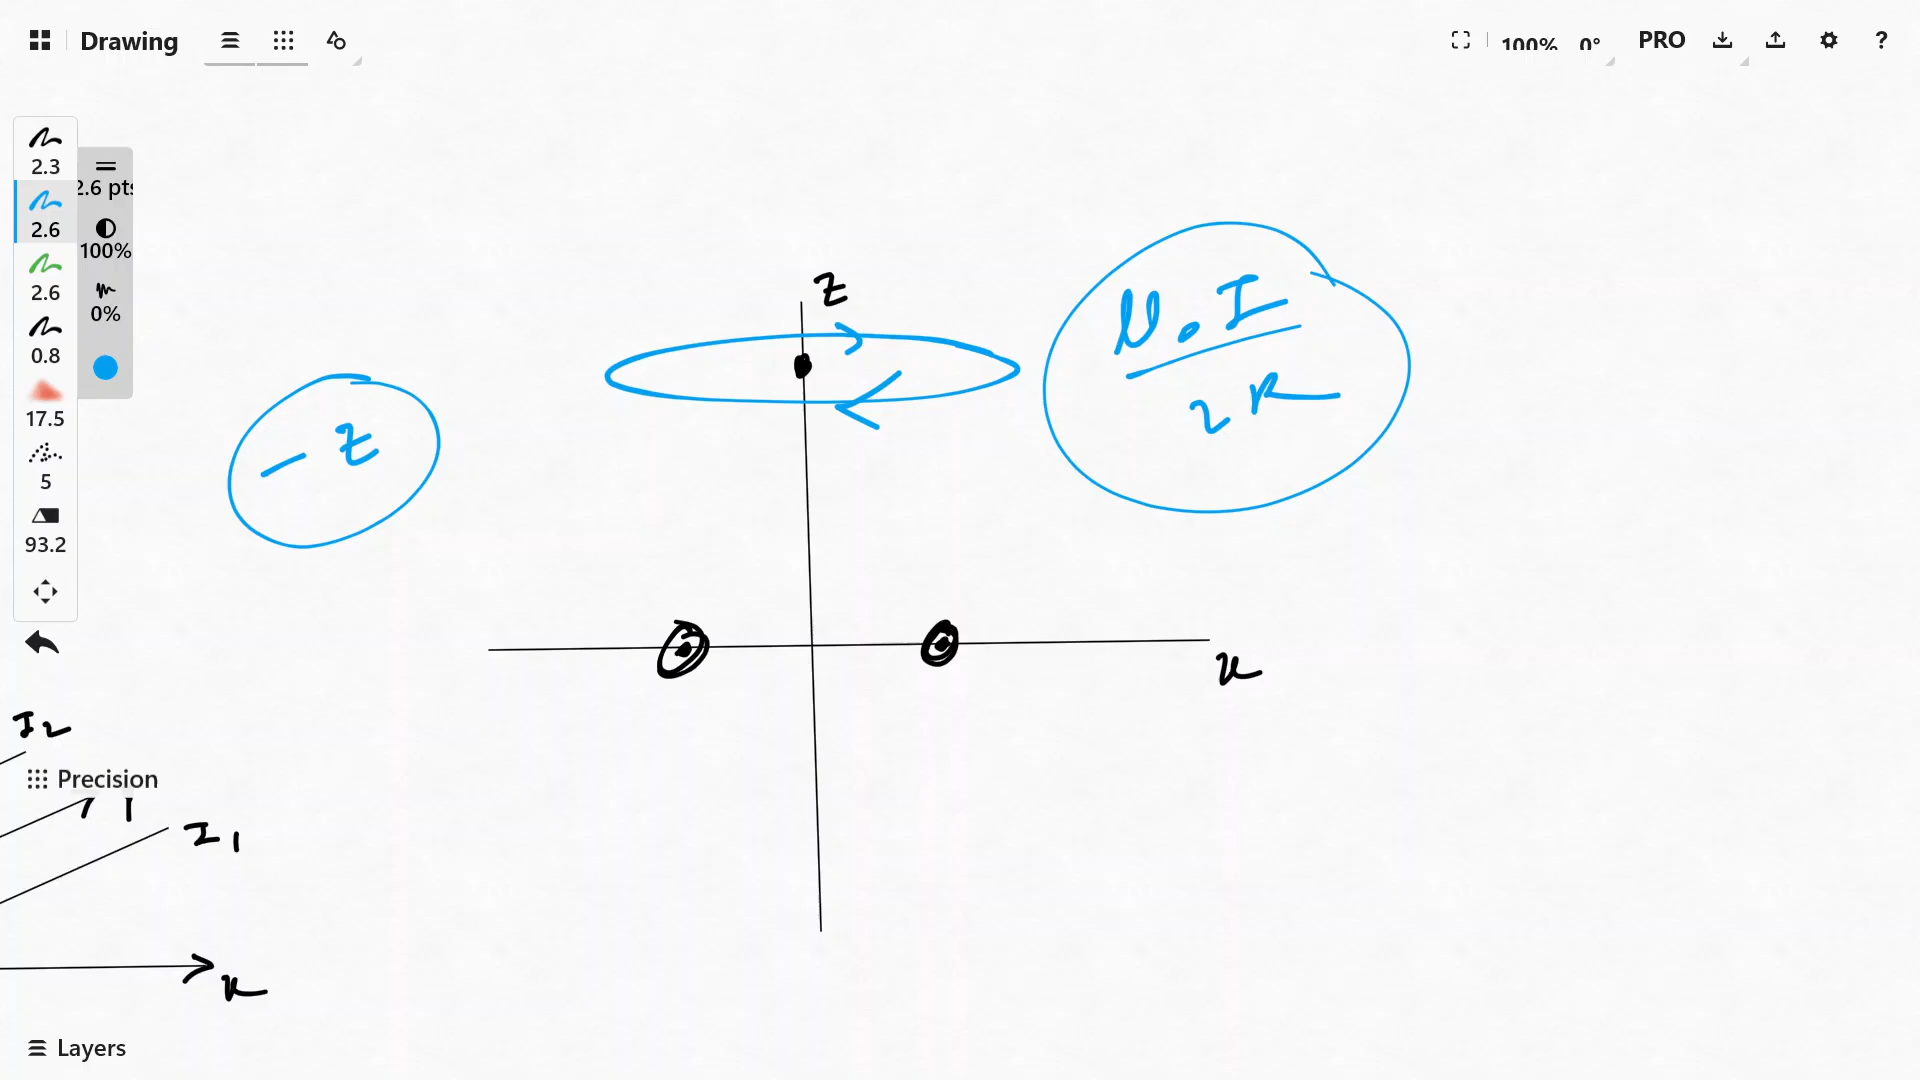 Drawing
100% 0° PRO ?
2.3
2.6 pts
2.6
100%
2.6
0%
0.8
17.5
5
93.2
Z
μ₀I
2R
-Z
x
I2
Precision
I1
x
Layers